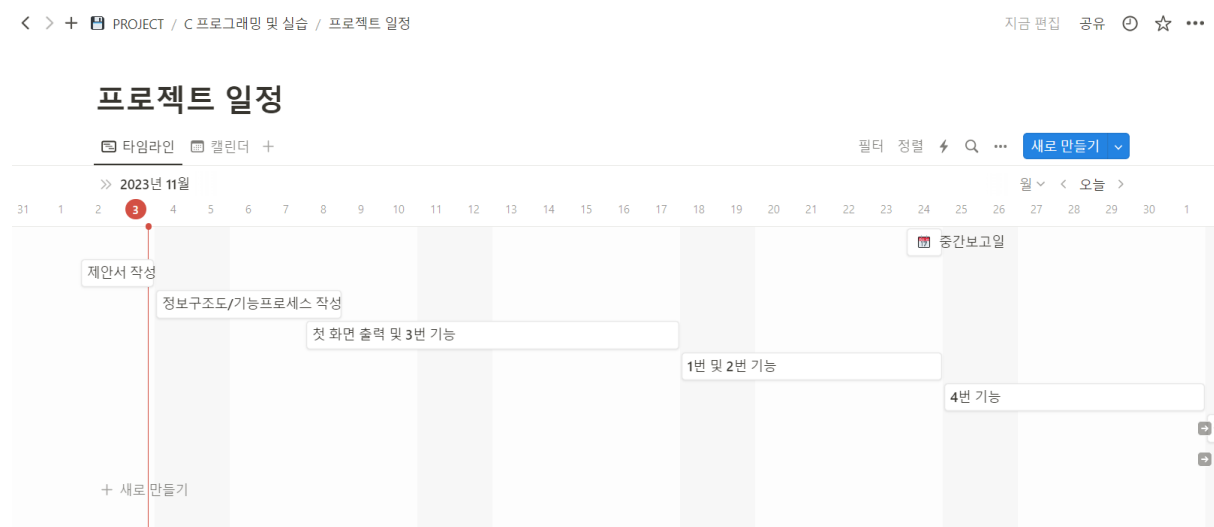 PROJECT / C 프로그래밍 및 실습 / 프로젝트 일정 지금 편집 공유
프로젝트 일정
타임라인 캘린더 필터 정렬 새로 만들기
2023년 11월 월 오늘
31 1 2 3 4 5 6 7 8 9 10 11 12 13 14 15 16 17 18 19 20 21 22 23 24 25 26 27 28 29 30 1
중간보고일
제안서 작성
정보구조도/기능프로세스 작성
첫 화면 출력 및 3번 기능
1번 및 2번 기능
4번 기능
+ 새로 만들기